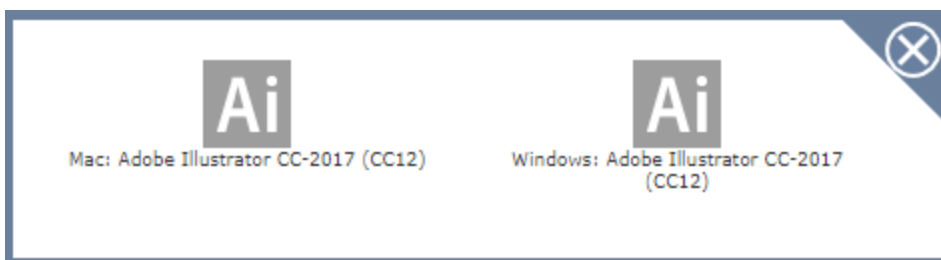 Ai
Mac: Adobe Illustrator CC-2017 (CC12)
Ai
Windows: Adobe Illustrator CC-2017
(CC12)